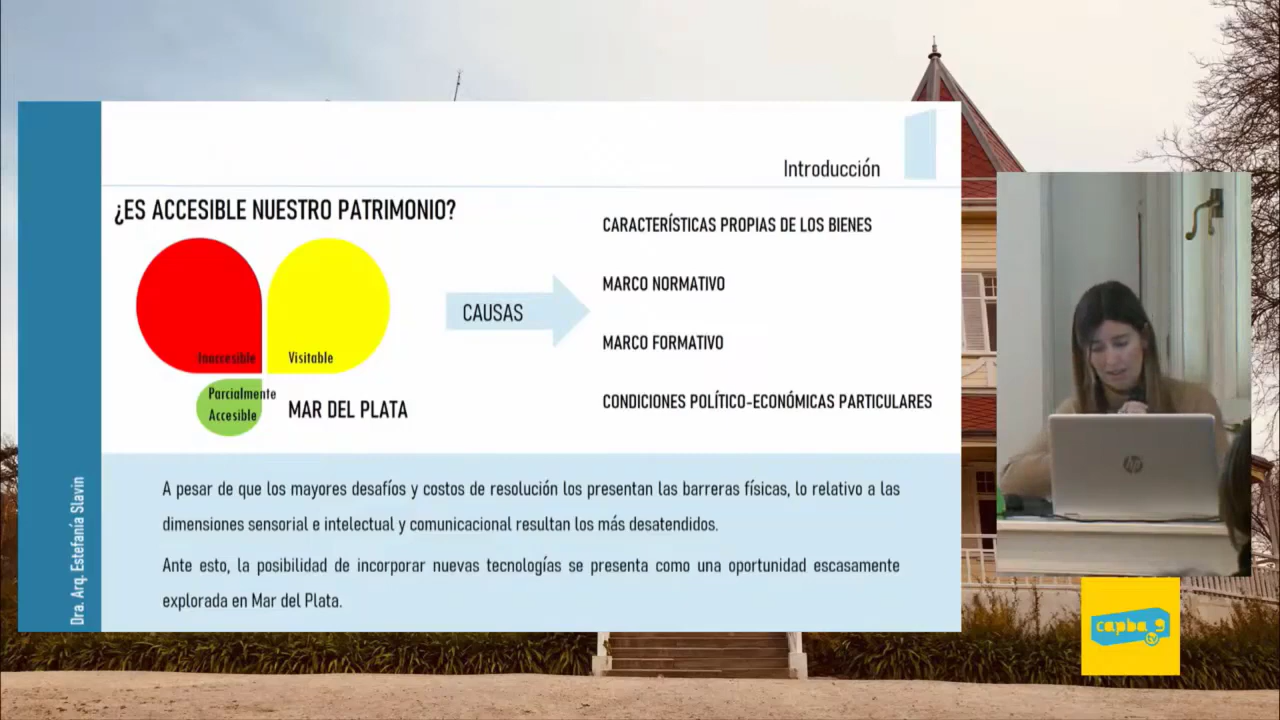 Introducción
¿ES ACCESIBLE NUESTRO PATRIMONIO?
Inaccesible
Visitable
Parcialmente
Accesible
MAR DEL PLATA
CAUSAS
CARACTERÍSTICAS PROPIAS DE LOS BIENES
MARCO NORMATIVO
MARCO FORMATIVO
CONDICIONES POLÍTICO-ECONÓMICAS PARTICULARES
A pesar de que los mayores desafíos y costos de resolución los presentan las barreras físicas, lo relativo a las
dimensiones sensorial e intelectual y comunicacional resultan los más desatendidos.
Ante esto, la posibilidad de incorporar nuevas tecnologías se presenta como una oportunidad escasamente
explorada en Mar del Plata.
Dra. Arq. Estefanía Slavin
hp
capba 9
tv